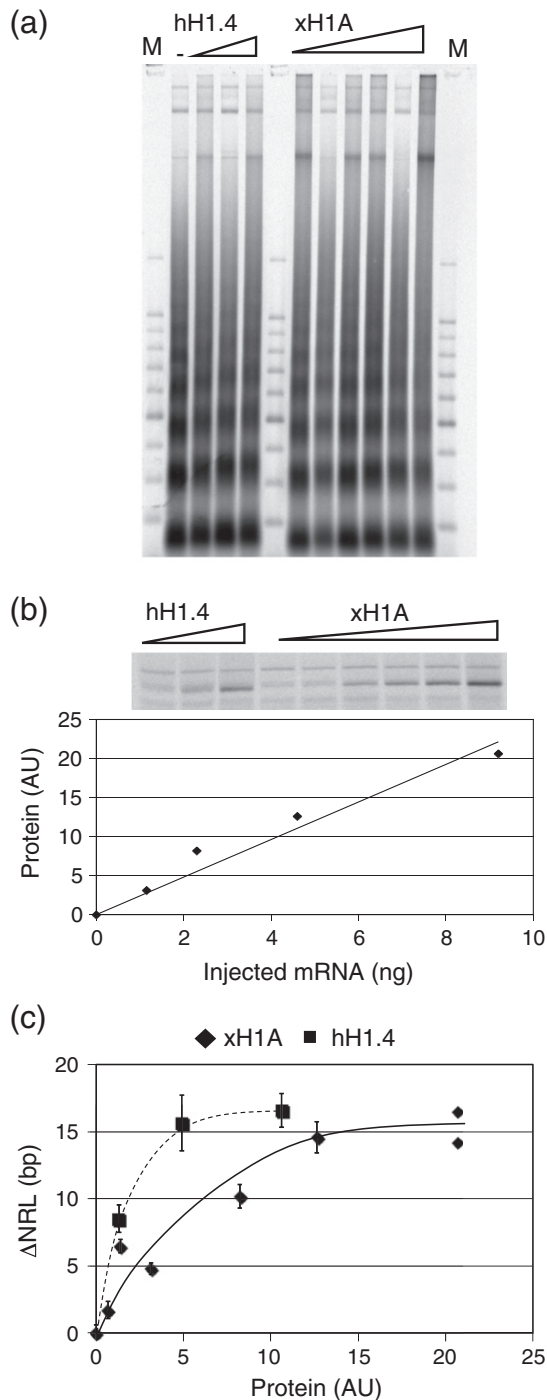 (a)
hH1.4 xH1A
M - M
(b)
hH1.4 xH1A
25
20
15
10
5
0
Protein (AU)
0 2 4 6 8 10
Injected mRNA (ng)
(c)
xH1A hH1.4
20
15
10
5
0
ΔNRL (bp)
0 5 10 15 20 25
Protein (AU)